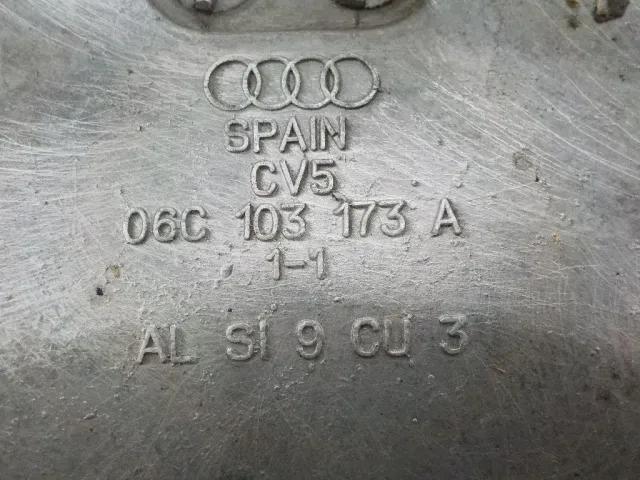 SPAIN
CV5
06C 103 173 A
1-1
AL SI 9 CU 3